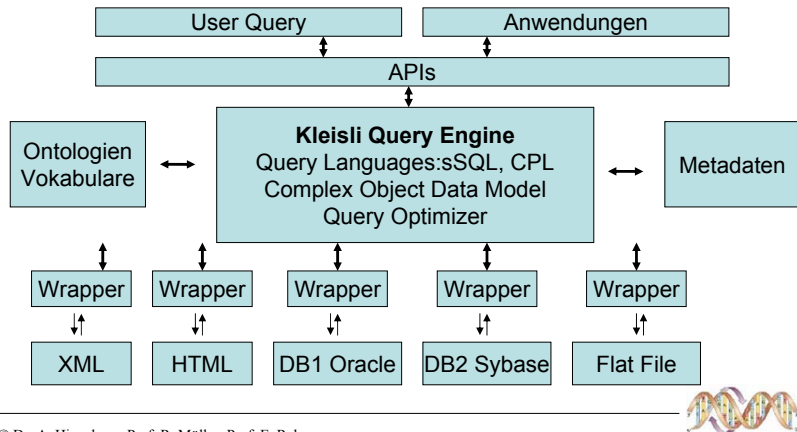 User Query
Anwendungen
APIs
Ontologien
Vokabulare
Kleisli Query Engine
Query Languages:sSQL, CPL
Complex Object Data Model
Query Optimizer
Metadaten
Wrapper
Wrapper
Wrapper
Wrapper
Wrapper
XML
HTML
DB1 Oracle
DB2 Sybase
Flat File